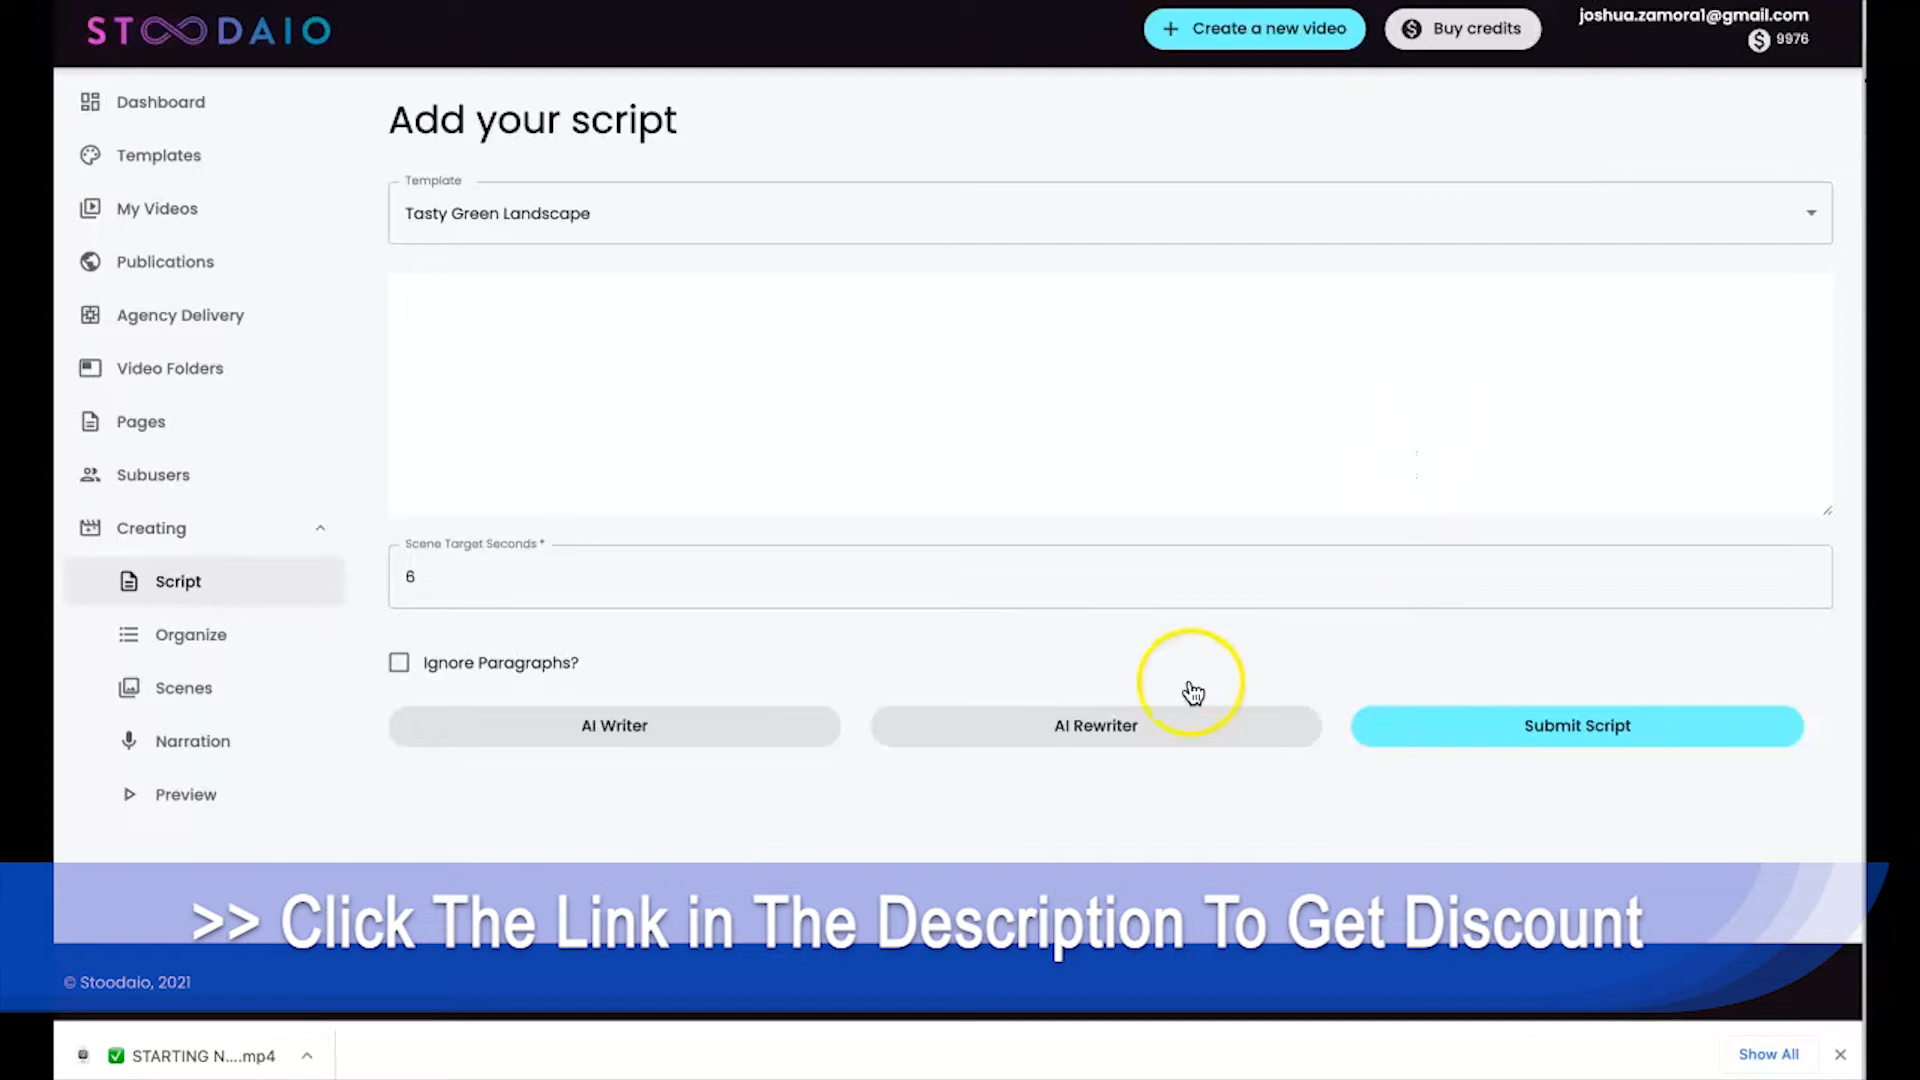 STOODAIO
+ Create a new video
Buy credits
joshua.zamora1@gmail.com
9976
Dashboard
Templates
My Videos
Publications
Agency Delivery
Video Folders
Pages
Subusers
Creating
Script
Organize
Scenes
Narration
Preview
Add your script
Template
Tasty Green Landscape
Scene Target Seconds *
6
Ignore Paragraphs?
AI Writer
AI Rewriter
Submit Script
>> Click The Link in The Description To Get Discount
© Stoodaio, 2021
STARTING N....mp4
Show All